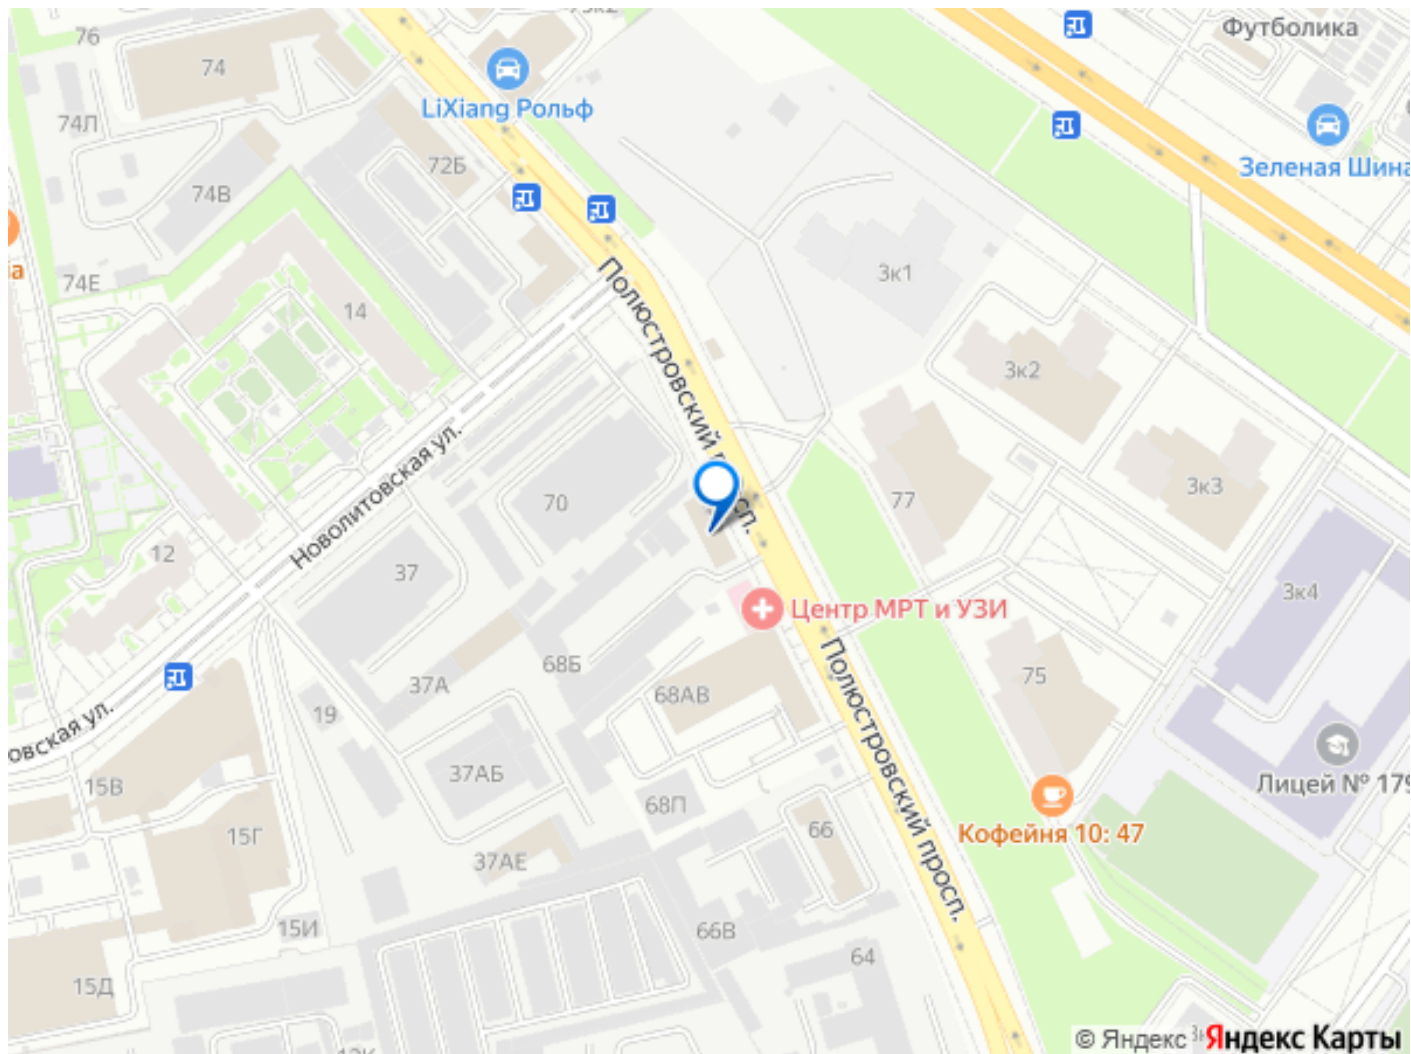 76
Футболика
74
LiXiang Рольф
74Л
72Б
Зеленая Шина
74В
74Е
3к1
14
Полюстровский просп.
3к2
Новолитовская ул.
70
77
3к3
12
37
3к4
Центр МРТ и УЗИ
68Б
37А
68АВ
75
19
овская ул.
Полюстровский просп.
Лицей № 179
37АБ
15В
68П
66
15Г
Кофейня 10: 47
37АЕ
15И
66В
64
15Д
© Яндекс
Яндекс Карты